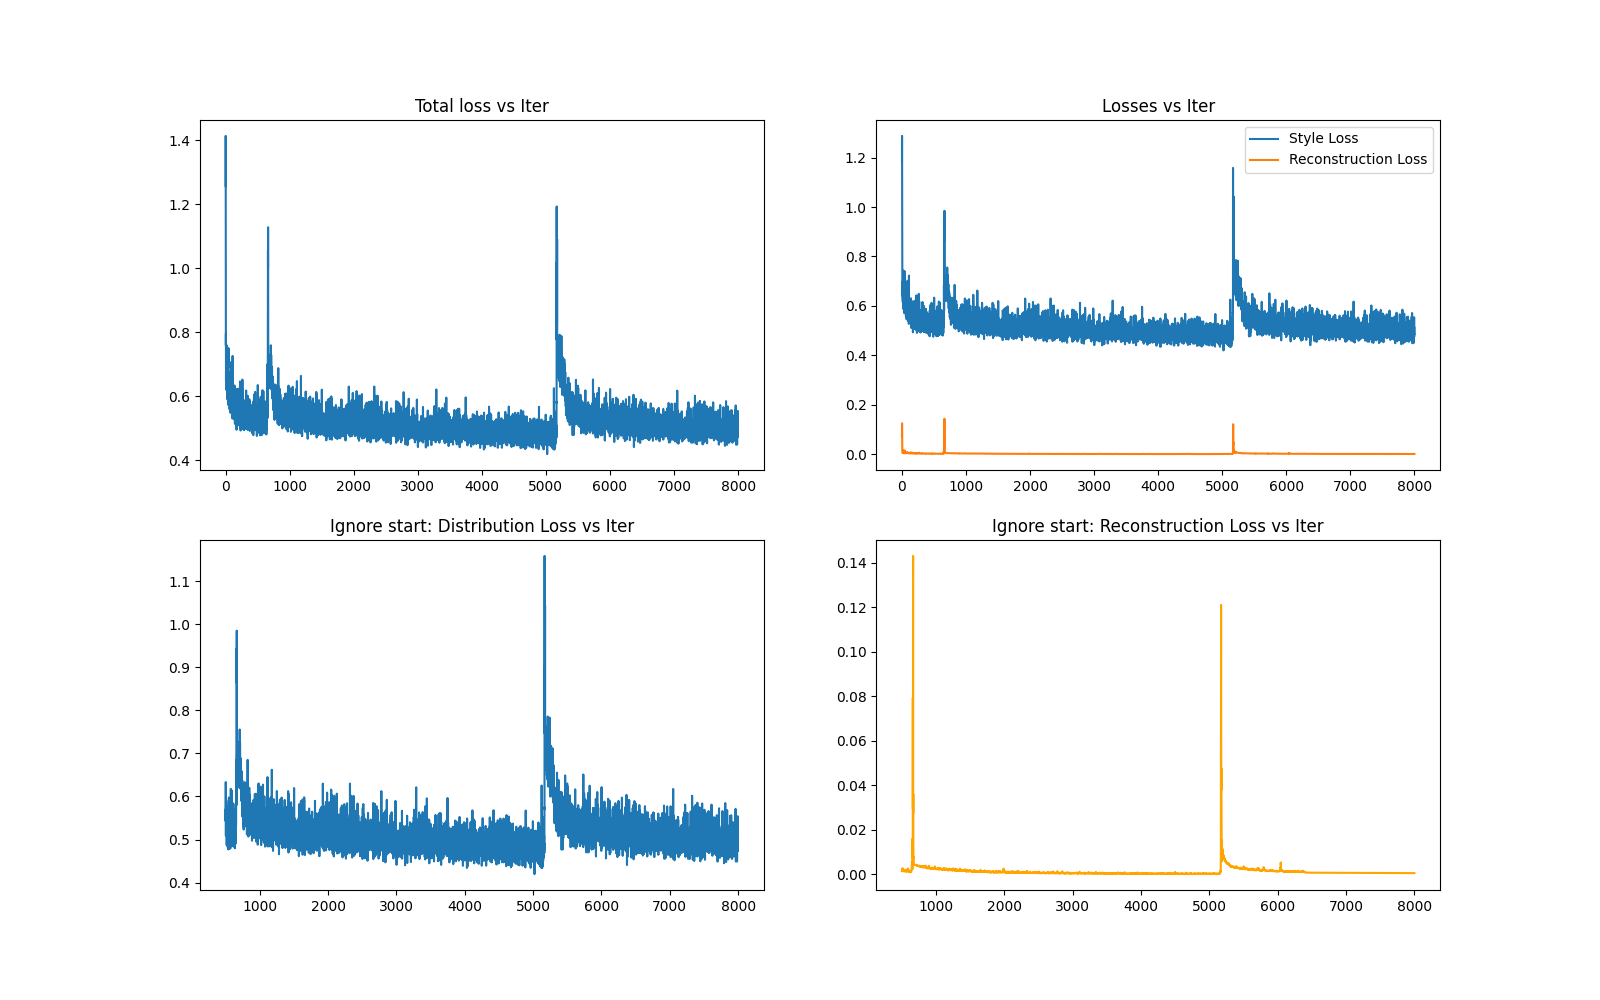 Total loss vs Iter
1.4
1.2
1.0
0.8
0.6
0.4
0 1000 2000 3000 4000 5000 6000 7000 8000
Losses vs Iter
Style Loss
Reconstruction Loss
1.2
1.0
0.8
0.6
0.4
0.2
0.0
0 1000 2000 3000 4000 5000 6000 7000 8000
Ignore start: Distribution Loss vs Iter
1.1
1.0
0.9
0.8
0.7
0.6
0.5
0.4
1000 2000 3000 4000 5000 6000 7000 8000
Ignore start: Reconstruction Loss vs Iter
0.14
0.12
0.10
0.08
0.06
0.04
0.02
0.00
1000 2000 3000 4000 5000 6000 7000 8000